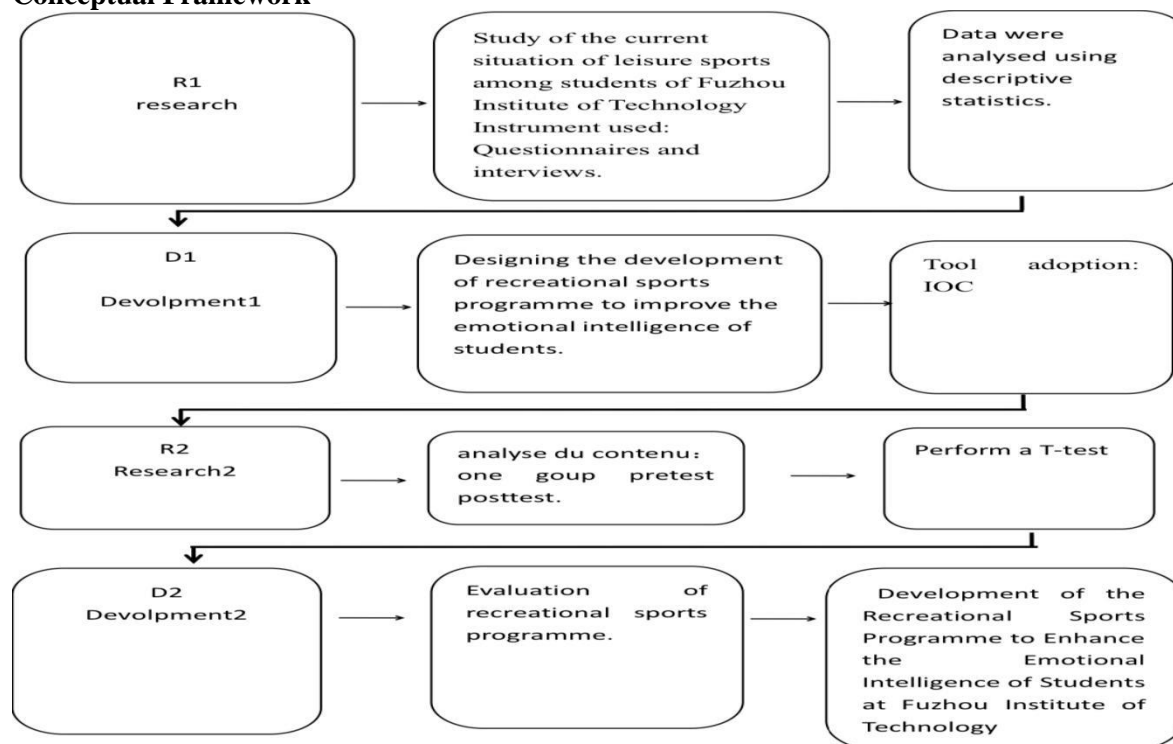 Conceptual Framework
R1
research
Study of the current
situation of leisure sports
among students of Fuzhou
Institute of Technology
Instrument used:
Questionnaires and
interviews.
Data were
analysed using
descriptive
statistics.
D1
Devolpment1
Designing the development
of recreational sports
programme to improve the
emotional intelligence of
students.
Tool adoption:
IOC
R2
Research2
analyse du contenu：
one goup pretest
posttest.
Perform a T-test
D2
Devolpment2
Evaluation of
recreational sports
programme.
Development of the
Recreational Sports
Programme to Enhance
the Emotional
Intelligence of Students
at Fuzhou Institute of
Technology